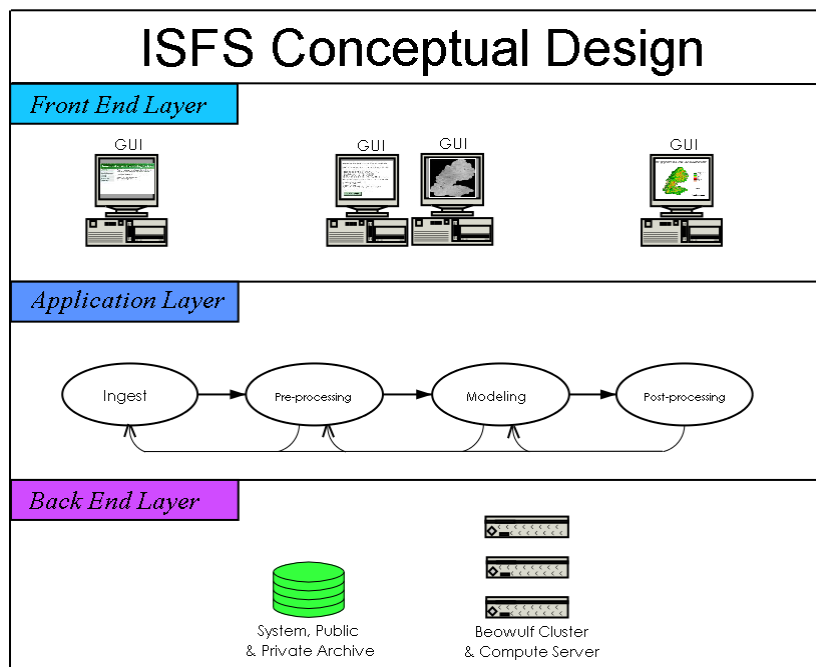 ISFS Conceptual Design
Front End Layer
GUI
GUI
GUI
GUI
Application Layer
Ingest
Pre-processing
Modeling
Post-processing
Back End Layer
System, Public
& Private Archive
Beowulf Cluster
& Compute Server